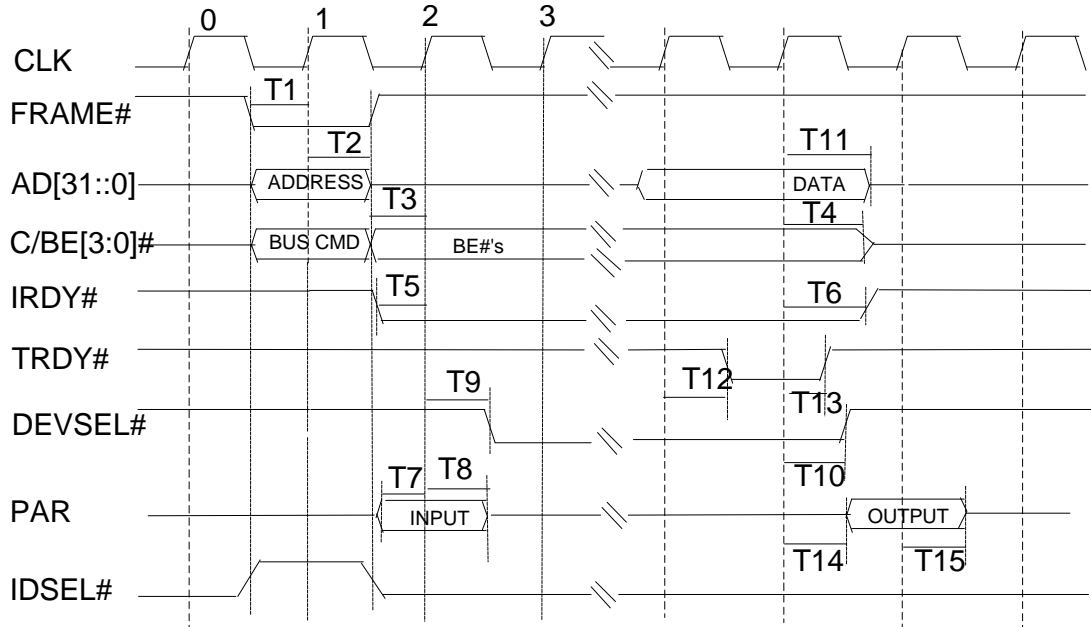 0 1 2 3
CLK
T1
FRAME#
T2 T11
AD[31::0] ADDRESS DATA
T3 T4
C/BE[3:0]# BUS CMD BE#'s
T5 T6
IRDY#
TRDY#
T9 T12 T13
DEVSEL#
T7 T8 T10
PAR INPUT OUTPUT
T14 T15
IDSEL#